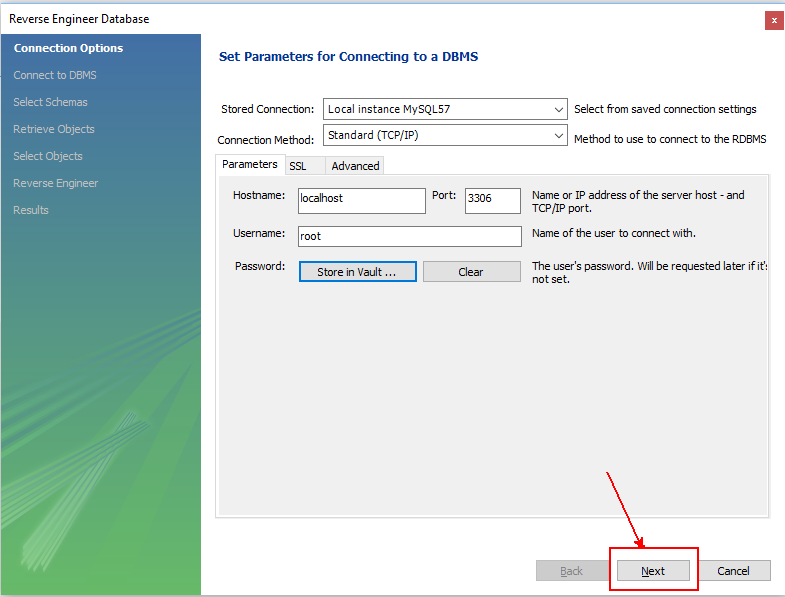 Reverse Engineer Database
x
Connection Options
Connect to DBMS
Select Schemas
Retrieve Objects
Select Objects
Reverse Engineer
Results
Set Parameters for Connecting to a DBMS
Stored Connection: Local instance MySQL57 Select from saved connection settings
Connection Method: Standard (TCP/IP) Method to use to connect to the RDBMS
Parameters SSL Advanced
Hostname: localhost Port: 3306 Name or IP address of the server host - and
TCP/IP port.
Username: root Name of the user to connect with.
Password: Store in Vault ... Clear The user's password. Will be requested later if it's
not set.
Back Next Cancel